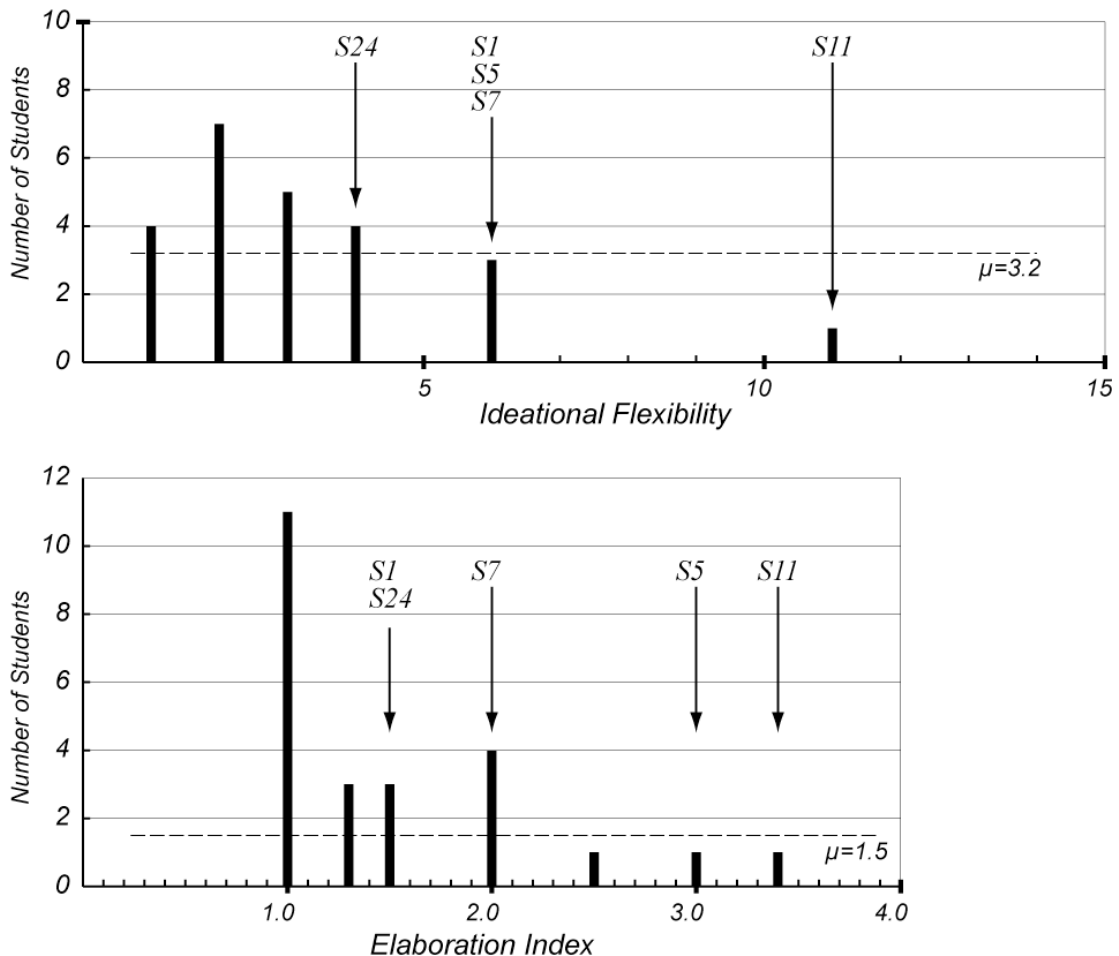 10
8
6
4
2
0
Number of Students
S24
S1
S5
S7
S11
μ=3.2
5
10
15
Ideational Flexibility
12
10
8
6
4
2
0
Number of Students
S1
S24
S7
S5
S11
μ=1.5
1.0
2.0
3.0
4.0
Elaboration Index